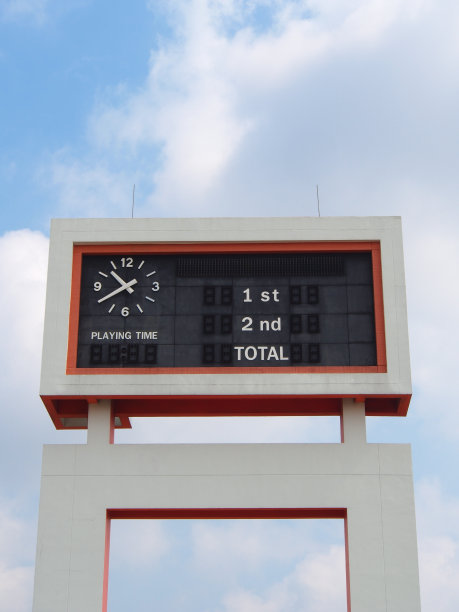 12
9 3
6
PLAYING TIME
1 st
2 nd
TOTAL